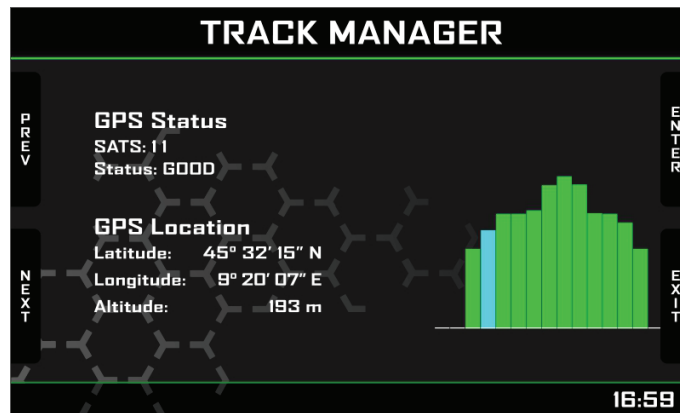 TRACK MANAGER
PREV
ENTER
GPS Status
SATS: 11
Status: GOOD
GPS Location
Latitude: 45° 32' 15" N
Longitude: 9° 20' 07" E
Altitude: 193 m
NEXT
EXIT
16:59